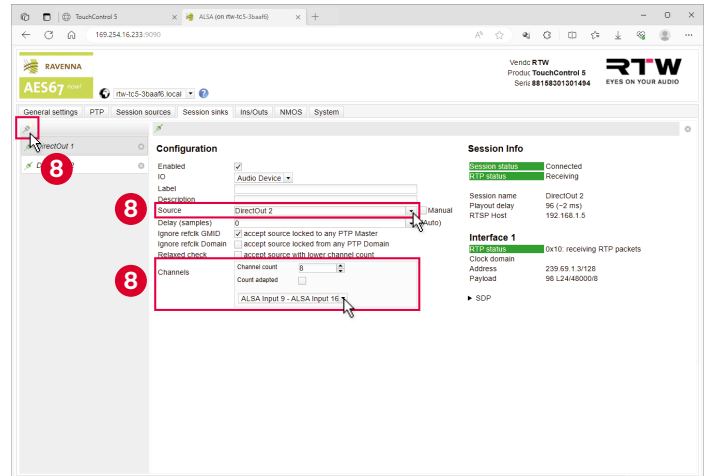 TouchControl 5
ALSA (on rtw-tc5-3baaf6)
169.254.16.233:9090
RAVENNA
AES67 now!
rtw-tc5-3baaf6.local
Vendc RTW
Produc TouchControl 5
Seria 88158301301494
RTW
EYES ON YOUR AUDIO
General settings PTP Session sources Session sinks Ins/Outs NMOS System
DirectOut 1
D 2
8
Configuration
Enabled
IO Audio Device
Label
Description
8
Source DirectOut 2 Manual
Delay (samples) 0 Auto)
Ignore refclk GMID accept source locked to any PTP Master
Ignore refclk Domain accept source locked from any PTP Domain
Relaxed check accept source with lower channel count
8
Channels
Channel count 8
Count adapted
ALSA Input 9 - ALSA Input 16
Session Info
Session status Connected
RTP status Receiving
Session name DirectOut 2
Playout delay 96 (~2 ms)
RTSP Host 192.168.1.5
Interface 1
RTP status 0x10: receiving RTP packets
Clock domain
Address 239.69.1.3/128
Payload 98 L24/48000/8
SDP